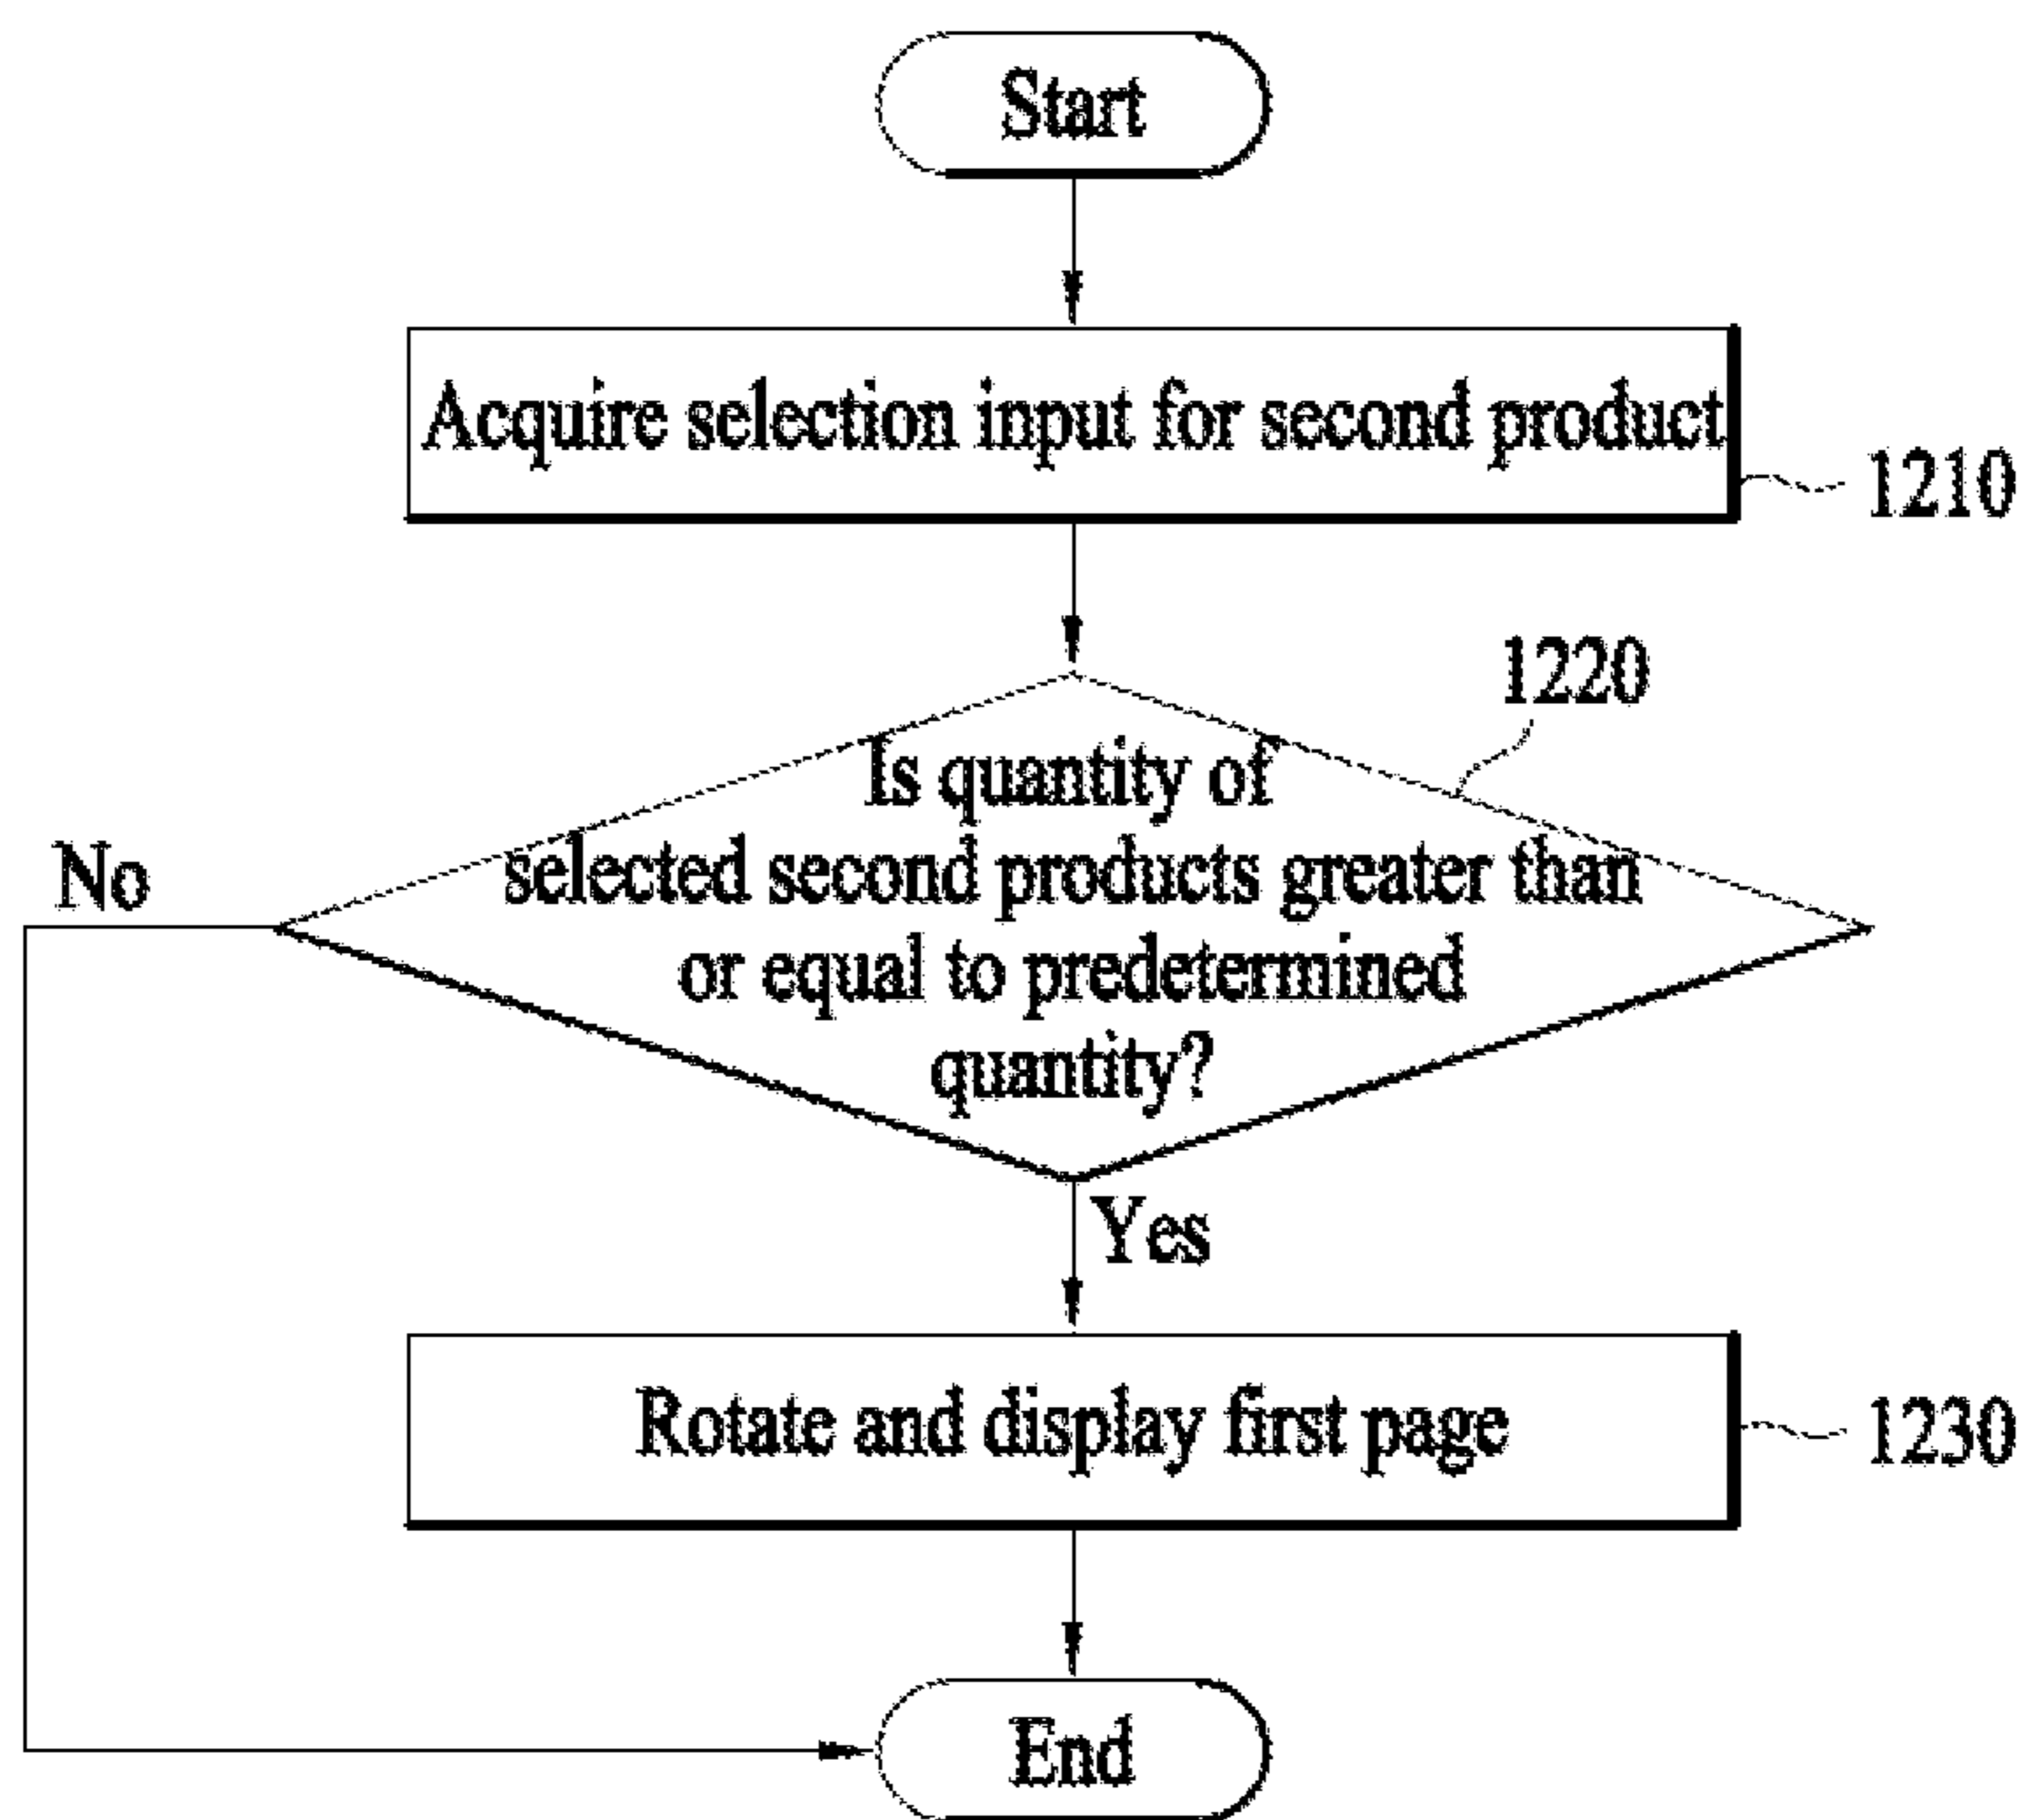 Start
Acquire selection input for second product
1210
1220
Is quantity of
selected second products greater than
or equal to predetermined
quantity?
No
Yes
Rotate and display first page
1230
End